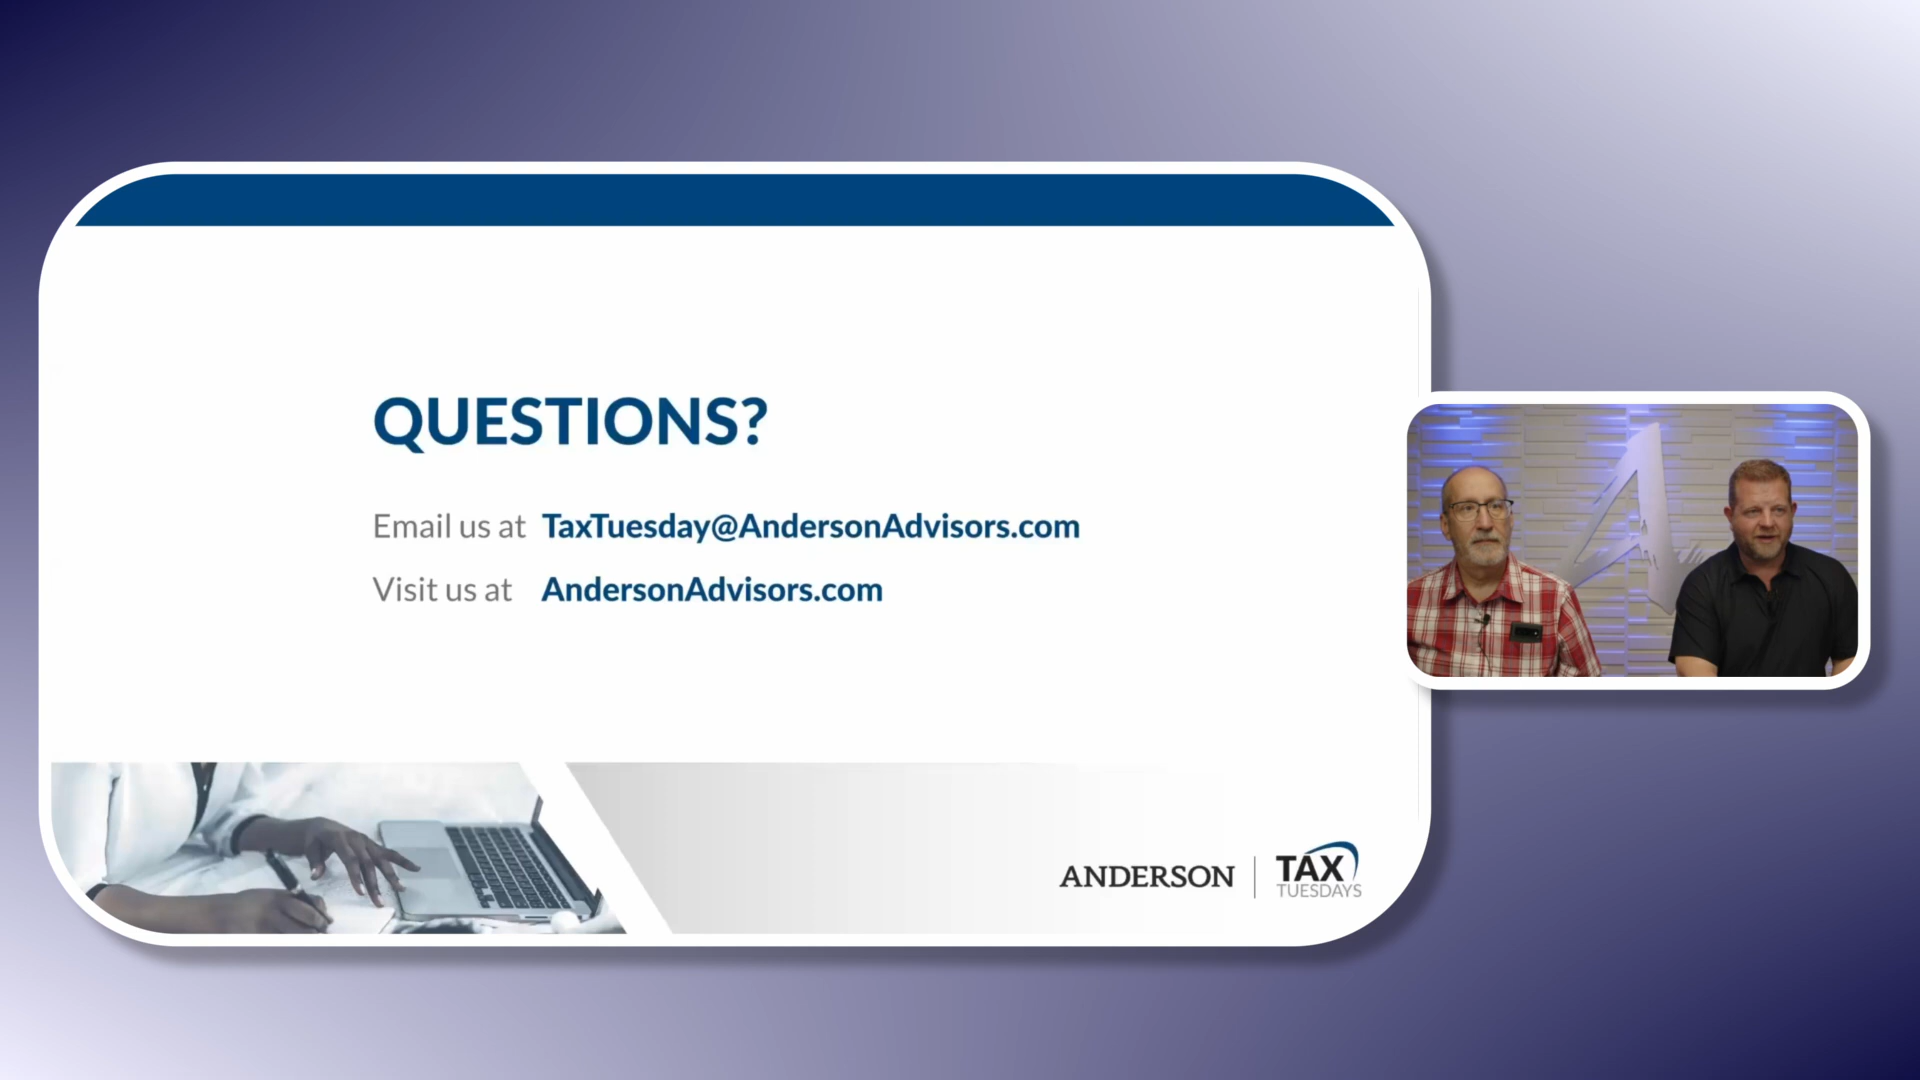 QUESTIONS?
Email us at TaxTuesday@AndersonAdvisors.com
Visit us at AndersonAdvisors.com
ANDERSON | TAX TUESDAYS